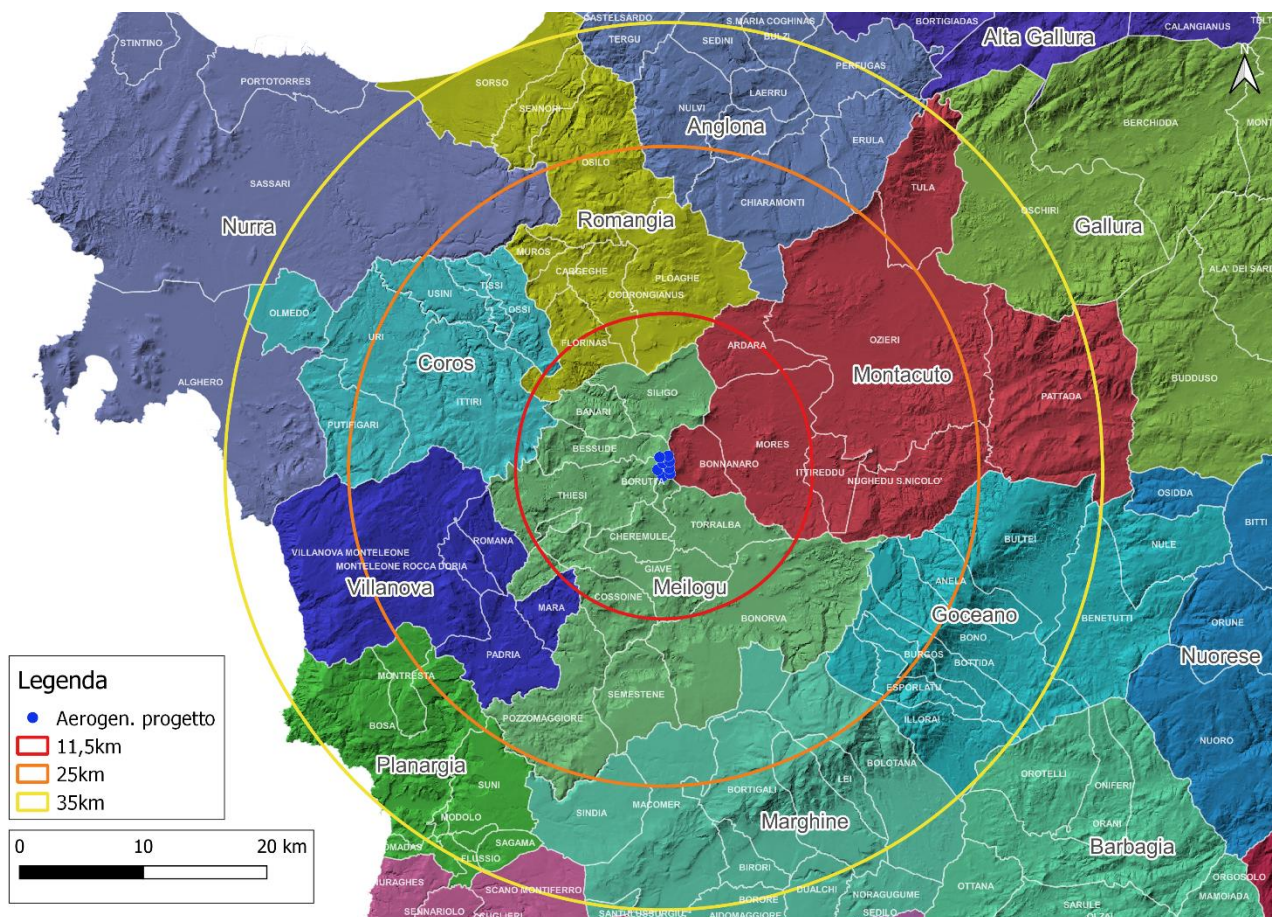 CASTELSARDO
S.MARIA COGHINAS
BORTIGIADAS
CALANGIANUS
STINTINO
TERGU
SEDINI
BULZI
Alta Gallura
N
PORTOTORRES
SORSO
PERFUGAS
LAERRU
SENNORI
NULVI
Anglona
BERCHIDDA
ERULA
OSILO
SASSARI
TULA
CHIARAMONTI
OSCHIRI
Nurra
Romangia
Gallura
MUROS
CARGEGHE
PLOAGHE
ALA' DEI SARD
TISSI
USINI
CODRONGIANUS
OSSI
OLMEDO
URI
FLORINAS
ARDARA
OZIERI
Coros
Montacuto
ALGHERO
BUDDUSO
SILIGO
PATTADA
ITTIRI
BANARI
PUTIFIGARI
MORES
BESSUDE
BONNANARO
ITTIREDDU
NUGHEDU S.NICOLO'
BORUTTA
THIESI
OSIDDA
TORRALBA
BITTI
CHEREMULE
BULTEI
ROMANA
NULE
VILLANOVA MONTELEONE
MONTELEONE ROCCA DORIA
GIAVE
ANELA
Villanova
Meilogu
COSSOINE
MARA
BONORVA
Goceano
BENETUTTI
ORUNE
BONO
PADRIA
BURGOS
BOTTIDA
Nuorese
Legenda
MONTRESTA
ESPORLATU
SEMESTENE
Aerogen. progetto
POZZOMAGGIORE
BOSA
ILLORAI
11,5km
NUORO
25km
Planargia
BOLOTANA
OROTELLI
35km
SUNI
LEI
ONIFERI
BORTIGALI
MACOMER
SINDIA
MODOLO
Marghine
ORANI
0 10 20 km
SAGAMA
Barbagia
FLUSSIO
BIRORI
SCANO MONTIFERRO
DUALCHI
NORAGUGUME
OTTANA
ORGOSOLO
BORORE
MAMOIADA
SENNARIOLO
AIDOMAGGIORE
SEDILO
SARULE